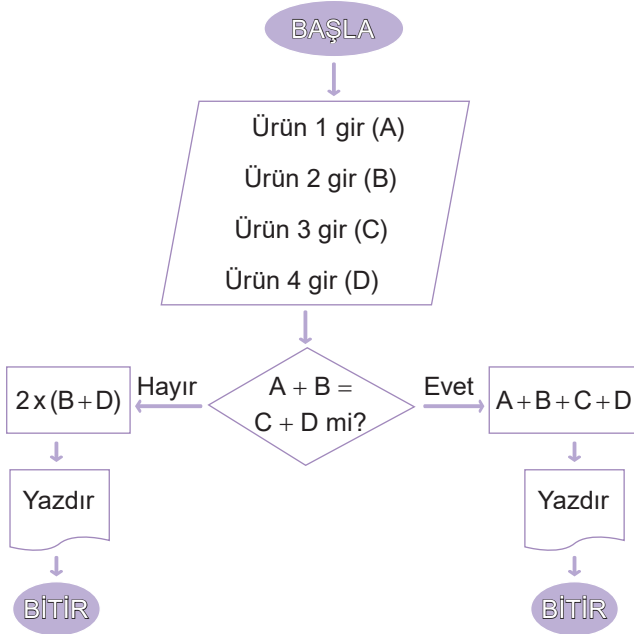 BAŞLA
Ürün 1 gir (A)
Ürün 2 gir (B)
Ürün 3 gir (C)
Ürün 4 gir (D)
A + B =
C + D mi?
Hayır
Evet
2 x (B + D)
A + B + C + D
Yazdır
Yazdır
BİTİR
BİTİR